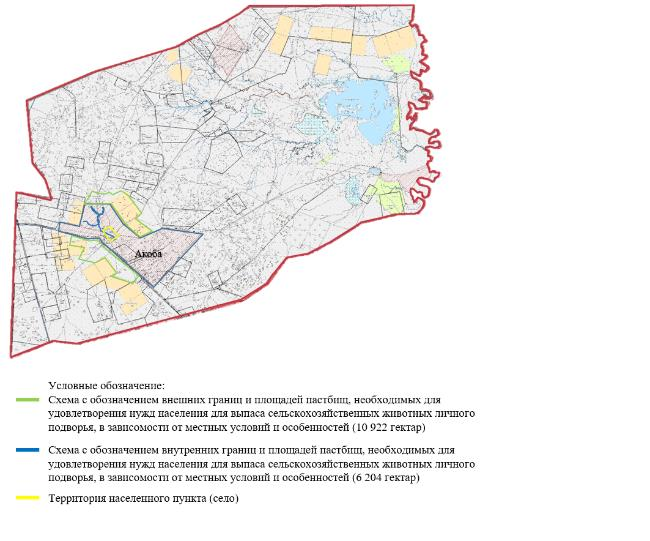 Акоба
Условные обозначение:
Схема с обозначением внешних границ и площадей пастбищ, необходимых для
удовлетворения нужд населения для выпаса сельскохозяйственных животных личного
подворья, в зависимости от местных условий и особенностей (10 922 гектар)
Схема с обозначением внутренних границ и площадей пастбищ, необходимых для
удовлетворения нужд населения для выпаса сельскохозяйственных животных личного
подворья, в зависимости от местных условий и особенностей (6 204 гектар)
Территория населенного пункта (село)